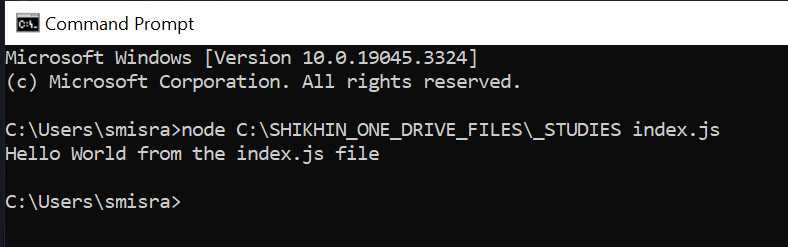 Command Prompt
Microsoft Windows [Version 10.0.19045.3324]
(c) Microsoft Corporation. All rights reserved.
C:\Users\smisra>node C:\SHIKHIN_ONE_DRIVE_FILES\_STUDIES index.js
Hello World from the index.js file
C:\Users\smisra>